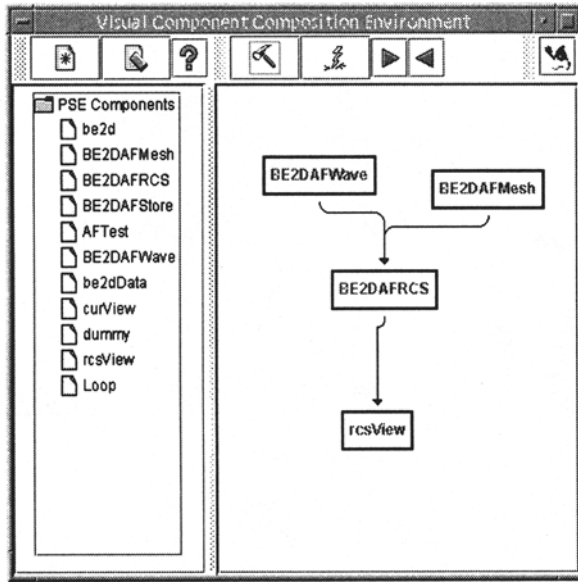 Visual Component Composition Environment
PSE Components
be2d
BE2DAFMesh
BE2DAFRCS
BE2DAFStore
AFTest
BE2DAFWave
be2dData
curView
dummy
rcsView
Loop
BE2DAFWave
BE2DAFMesh
BE2DAFRCS
rcsView